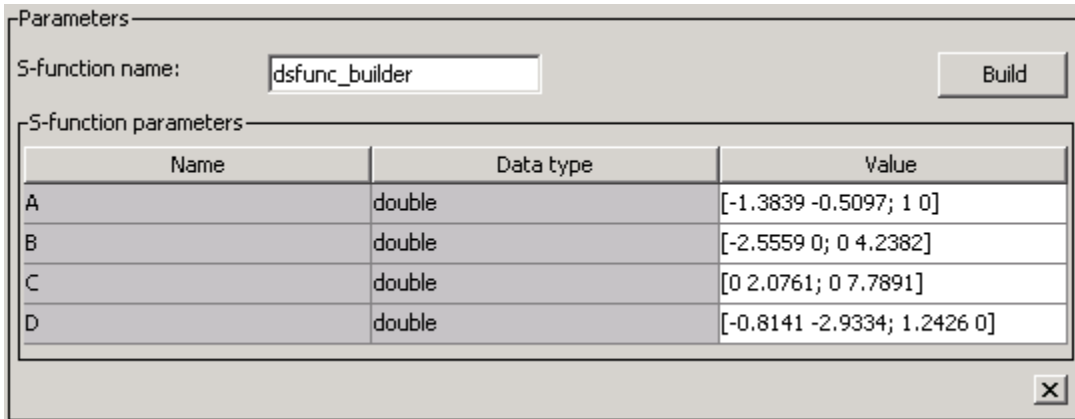 Parameters
S-function name: dsfunc_builder Build
S-function parameters
Name Data type Value
A double [-1.3839 -0.5097; 1 0]
B double [-2.5559 0; 0 4.2382]
C double [0 2.0761; 0 7.7891]
D double [-0.8141 -2.9334; 1.2426 0]